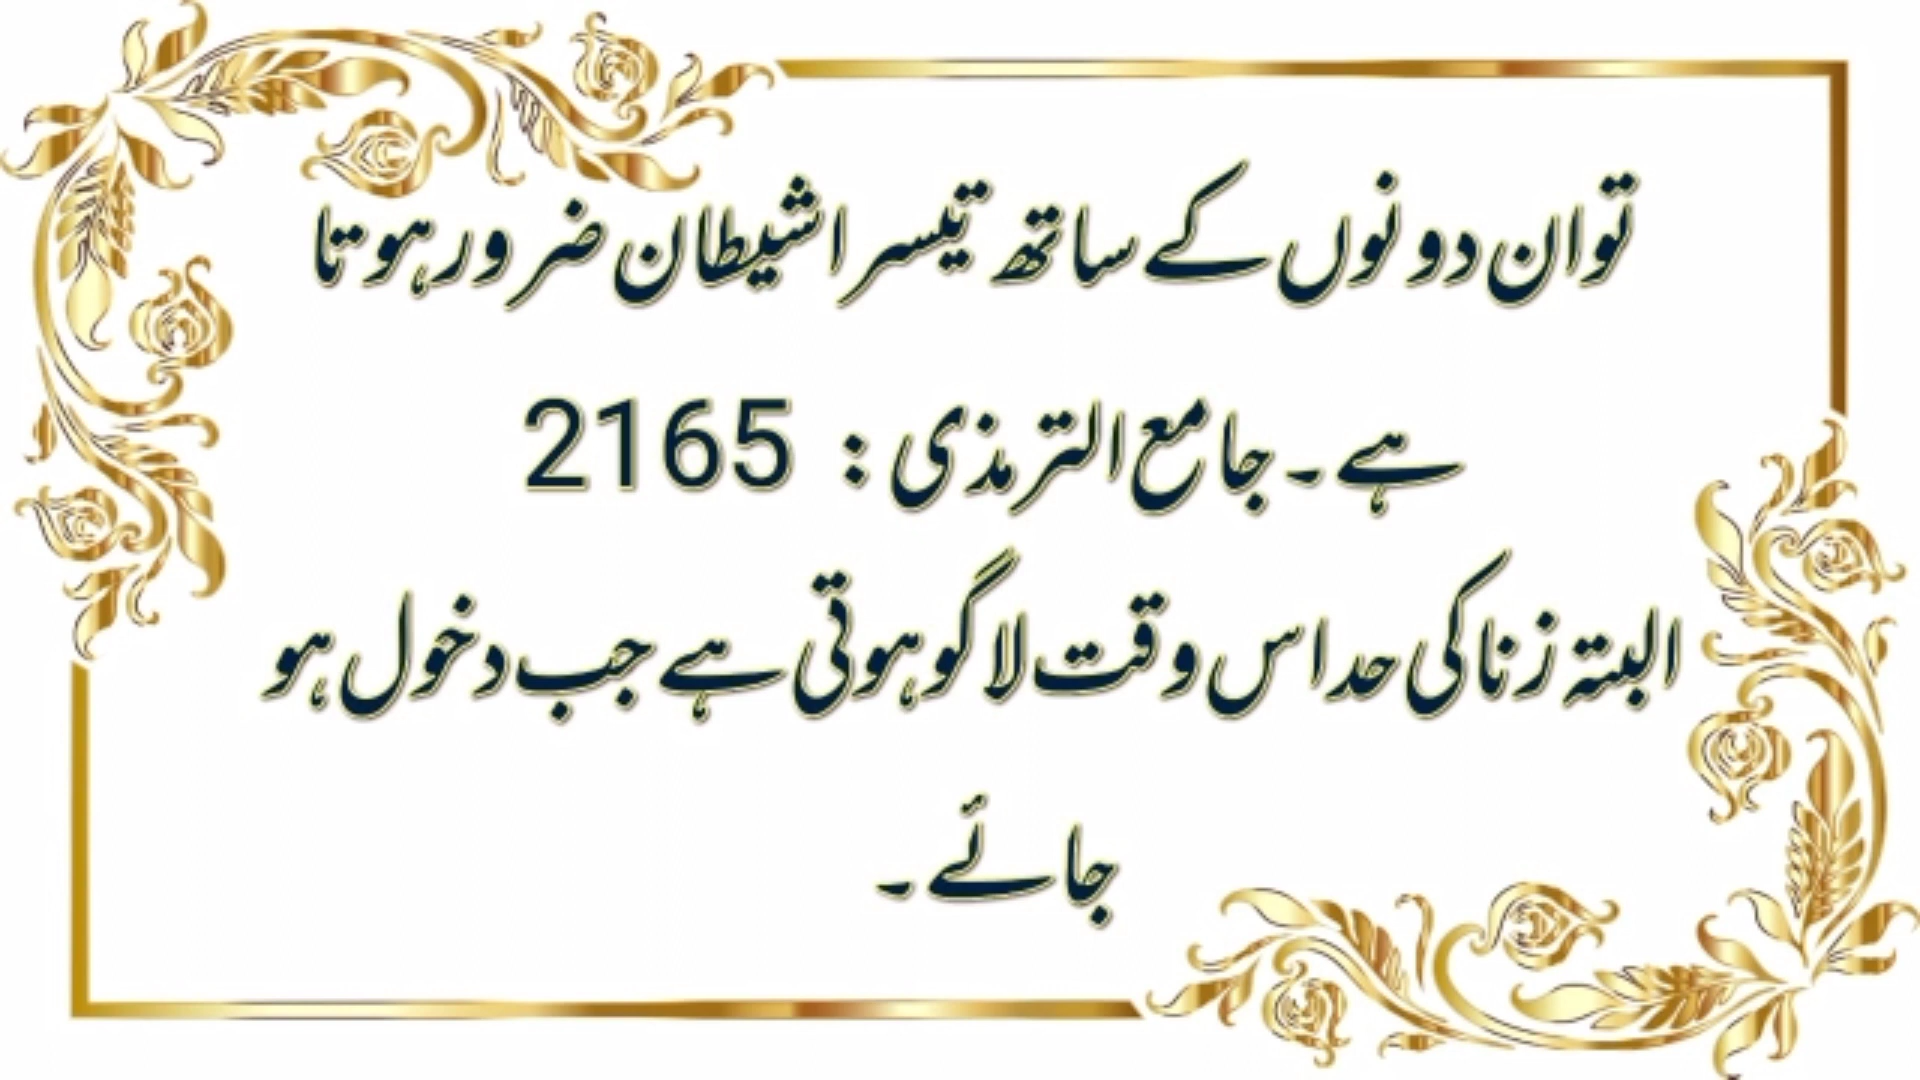 تو ان دونوں کے ساتھ تیسرا شیطان ضرور ہوتا
ہے ۔ جامع الترمذی : 2165
البتہ زنا کی حد اس وقت لاگو ہوتی ہے جب دخول ہو
جائے ۔